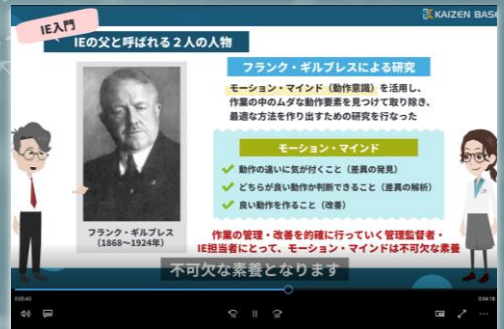 IE入門
KAIZEN BASE
IEの父と呼ばれる２人の人物
フランク・ギルブレスによる研究
モーション・マインド（動作意識）を活用し、
作業の中のムダな動作要素を見つけて取り除き、
最適な方法を作り出すための研究を行なった
モーション・マインド
動作の違いに気が付くこと（差異の発見）
どちらが良い動作か判断できること（差異の解析）
良い動作を作ること（改善）
フランク・ギルブレス
（1868〜1924年）
作業の管理・改善を的確に行っていく管理監督者・
IE担当者にとって、モーション・マインドは不可欠な素養
不可欠な素養となります
0:05:40
0:04:18